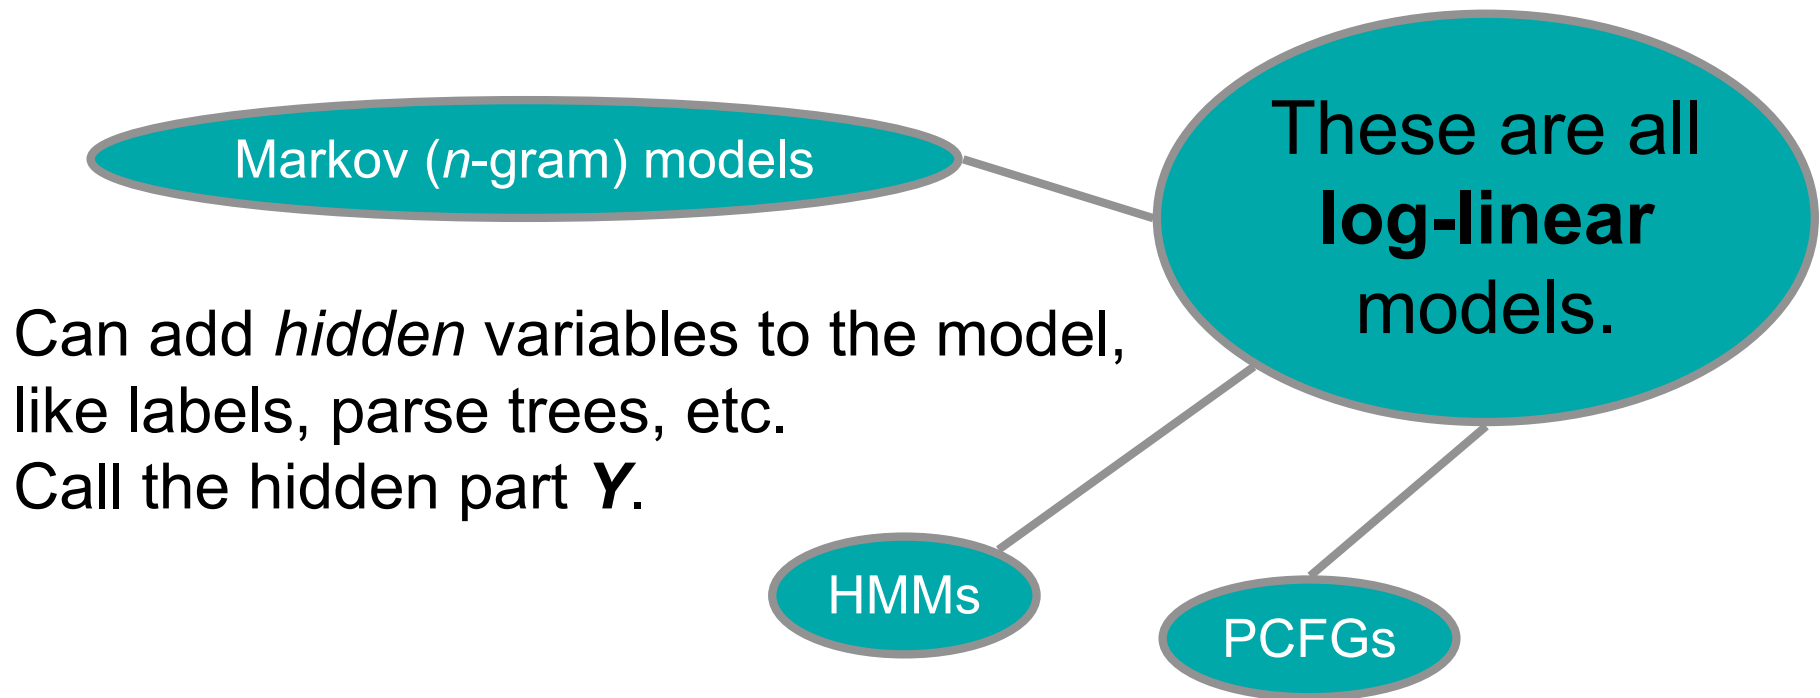 Markov (n-gram) models
These are all
log-linear
models.
Can add hidden variables to the model,
like labels, parse trees, etc.
Call the hidden part Y.
HMMs
PCFGs